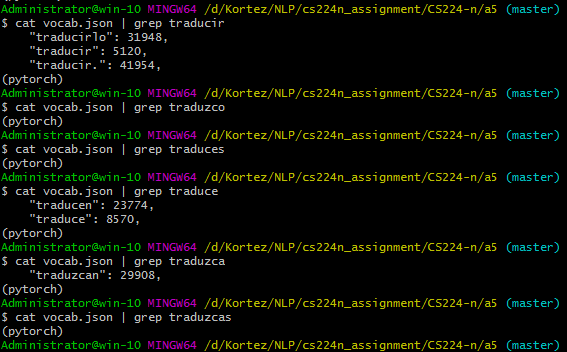 Administrator@win-10 MINGW64 /d/Kortez/NLP/cs224n_assignment/CS224-n/a5 (master)
$ cat vocab.json | grep traducir
    "traducirlo": 31948,
    "traducir": 5120,
    "traducir.": 41954,
(pytorch)
Administrator@win-10 MINGW64 /d/Kortez/NLP/cs224n_assignment/CS224-n/a5 (master)
$ cat vocab.json | grep traduzco
(pytorch)
Administrator@win-10 MINGW64 /d/Kortez/NLP/cs224n_assignment/CS224-n/a5 (master)
$ cat vocab.json | grep traduces
(pytorch)
Administrator@win-10 MINGW64 /d/Kortez/NLP/cs224n_assignment/CS224-n/a5 (master)
$ cat vocab.json | grep traduce
    "traducen": 23774,
    "traduce": 8570,
(pytorch)
Administrator@win-10 MINGW64 /d/Kortez/NLP/cs224n_assignment/CS224-n/a5 (master)
$ cat vocab.json | grep traduzca
    "traduzcan": 29908,
(pytorch)
Administrator@win-10 MINGW64 /d/Kortez/NLP/cs224n_assignment/CS224-n/a5 (master)
$ cat vocab.json | grep traduzcas
(pytorch)